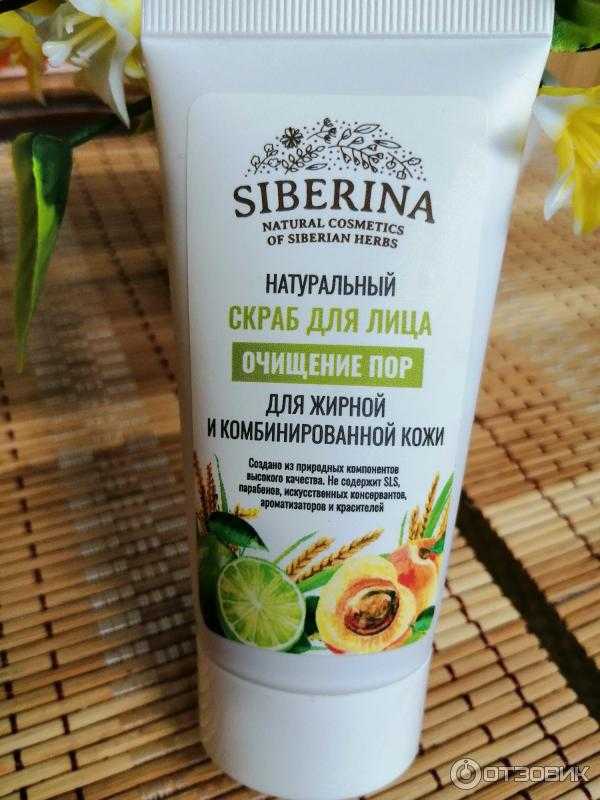 SIBERINA
NATURAL COSMETICS
OF SIBERIAN HERBS
НАТУРАЛЬНЫЙ
СКРАБ ДЛЯ ЛИЦА
ОЧИЩЕНИЕ ПОР
ДЛЯ ЖИРНОЙ
И КОМБИНИРОВАННОЙ КОЖИ
Создано из природных компонентов
высокого качества. Не содержит SLS,
парабенов, искусственных консервантов,
ароматизаторов и красителей
ОТЗОВИК